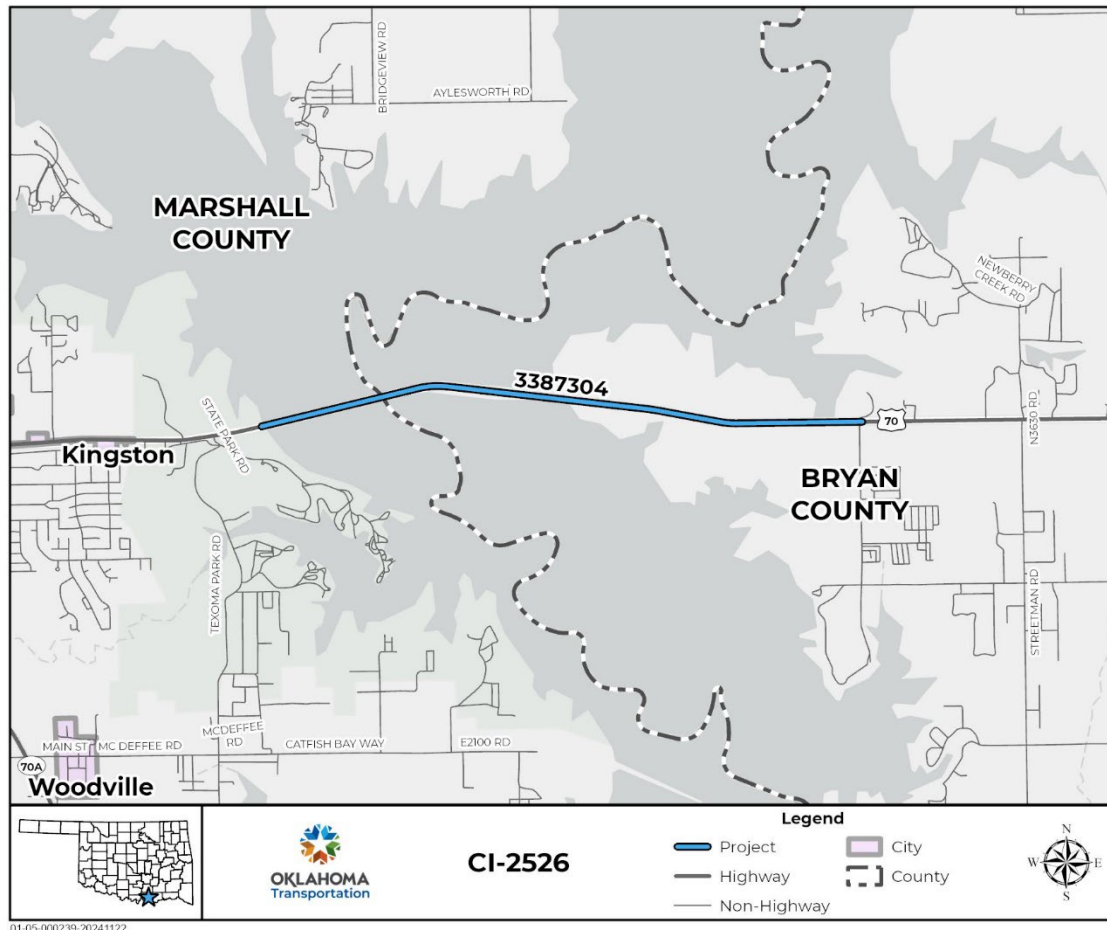 BRIDGEVIEW RD
AYLESWORTH RD
MARSHALL
COUNTY
NEWBERRY
CREEK RD
3387304
STATE PARK RD
70
N3630 RD
Kingston
BRYAN
COUNTY
TEXOMA PARK RD
STREETMAN RD
MCDEFFEE
RD
MAIN ST
MC DEFFEE RD
CATFISH BAY WAY
E2100 RD
70A
Woodville
OKLAHOMA
Transportation
CI-2526
Legend
Project
City
Highway
County
Non-Highway
N
W
E
S
01-05-000239-20241122